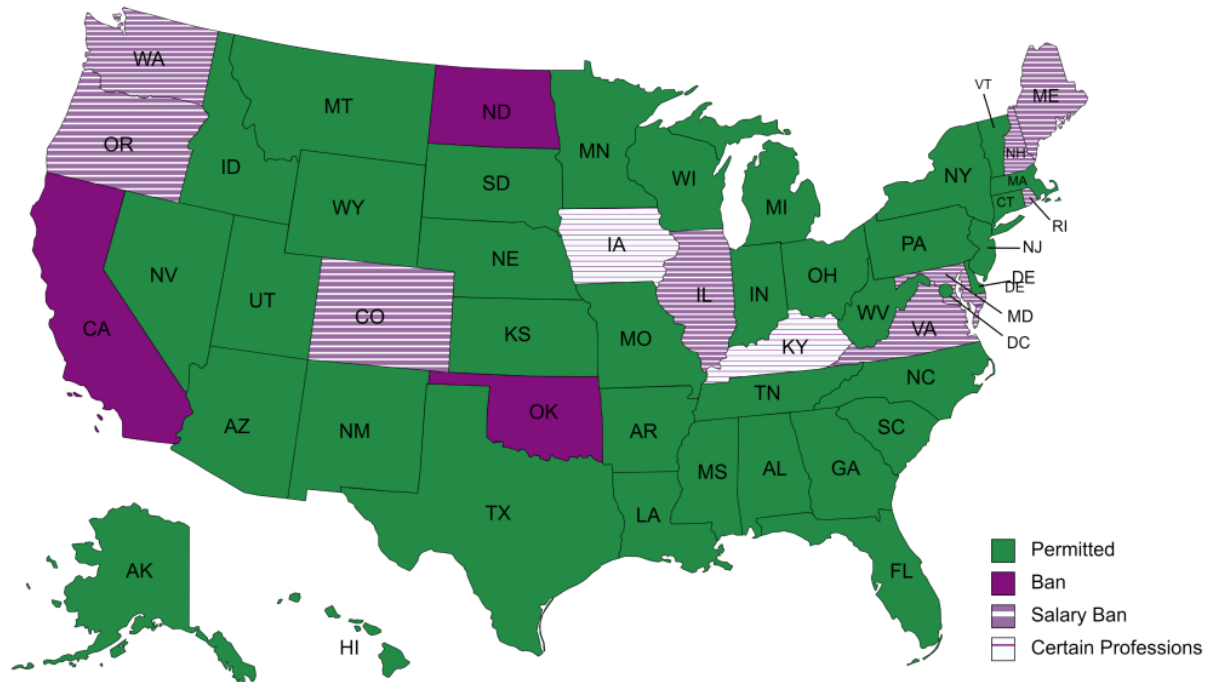 WA
MT
ND
MN
VT
ME
OR
ID
SD
WI
MI
NY
NH
MA
CT
RI
WY
IA
NE
PA
NJ
NV
UT
CO
KS
MO
IL
IN
OH
WV
VA
DE
DE
MD
DC
CA
KY
NC
AZ
NM
OK
AR
TN
SC
MS
AL
GA
TX
LA
FL
AK
HI
Permitted
Ban
Salary Ban
Certain Professions